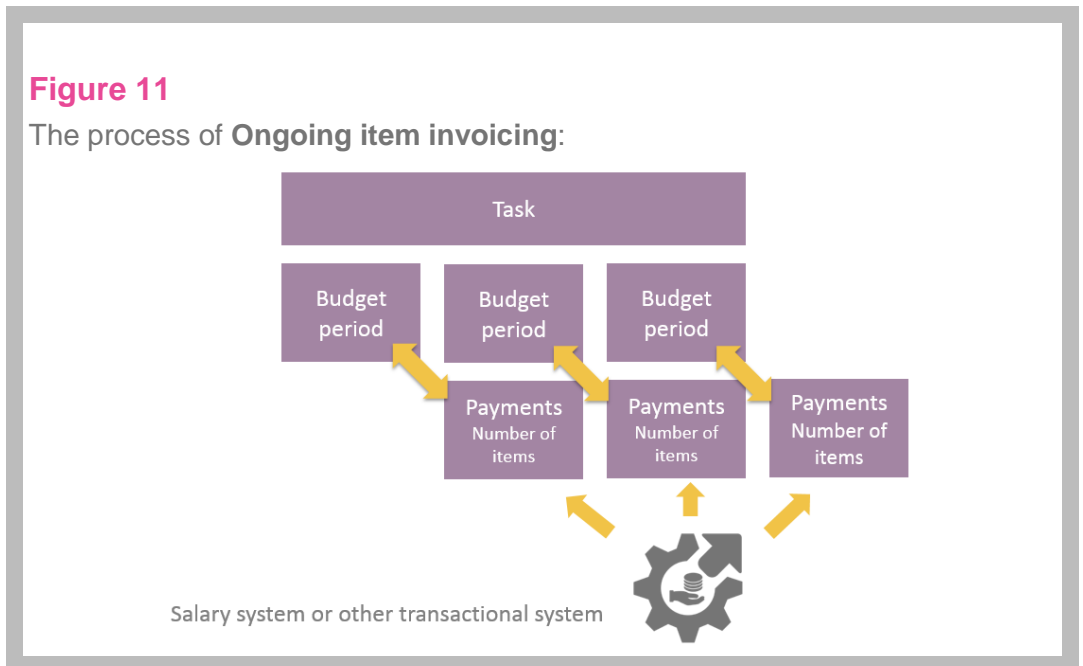 Figure 11
The process of Ongoing item invoicing:
Task
Budget
period
Budget
period
Budget
period
Payments
Number of
items
Payments
Number of
items
Payments
Number of
items
Salary system or other transactional system